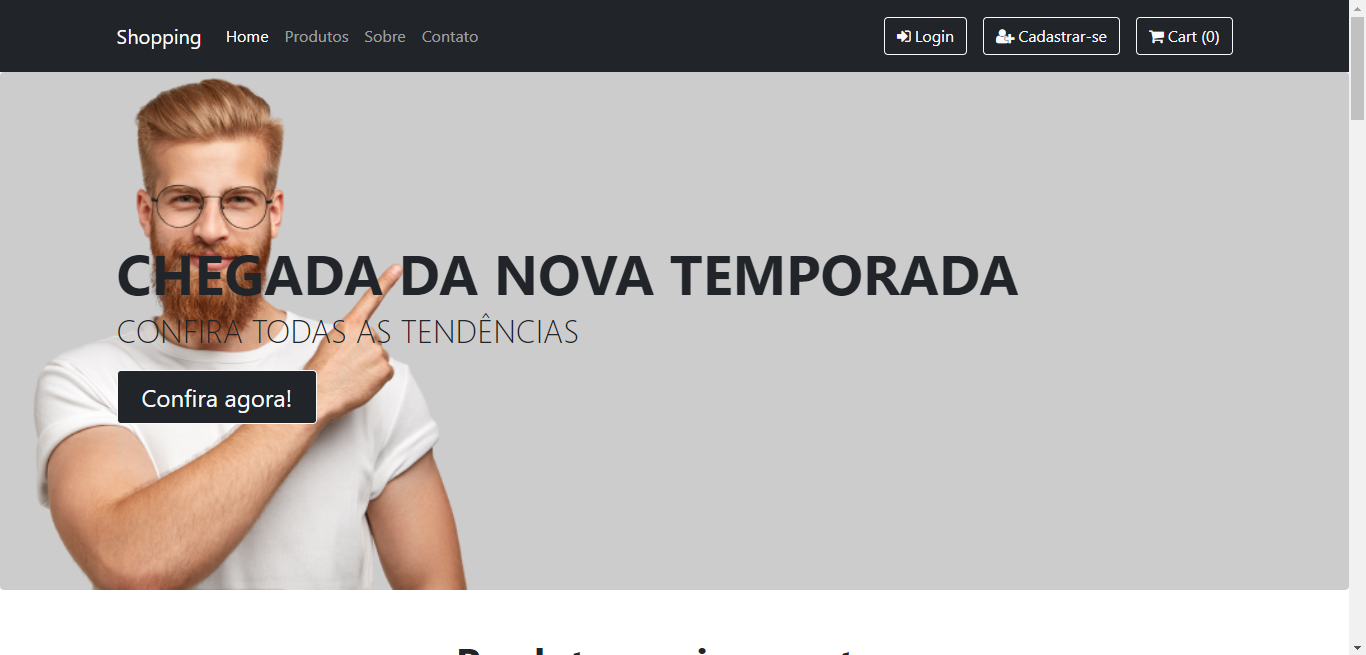 Shopping Home Produtos Sobre Contato Login Cadastrar-se Cart (0)
CHEGADA DA NOVA TEMPORADA
CONFIRA TODAS AS TENDÊNCIAS
Confira agora!